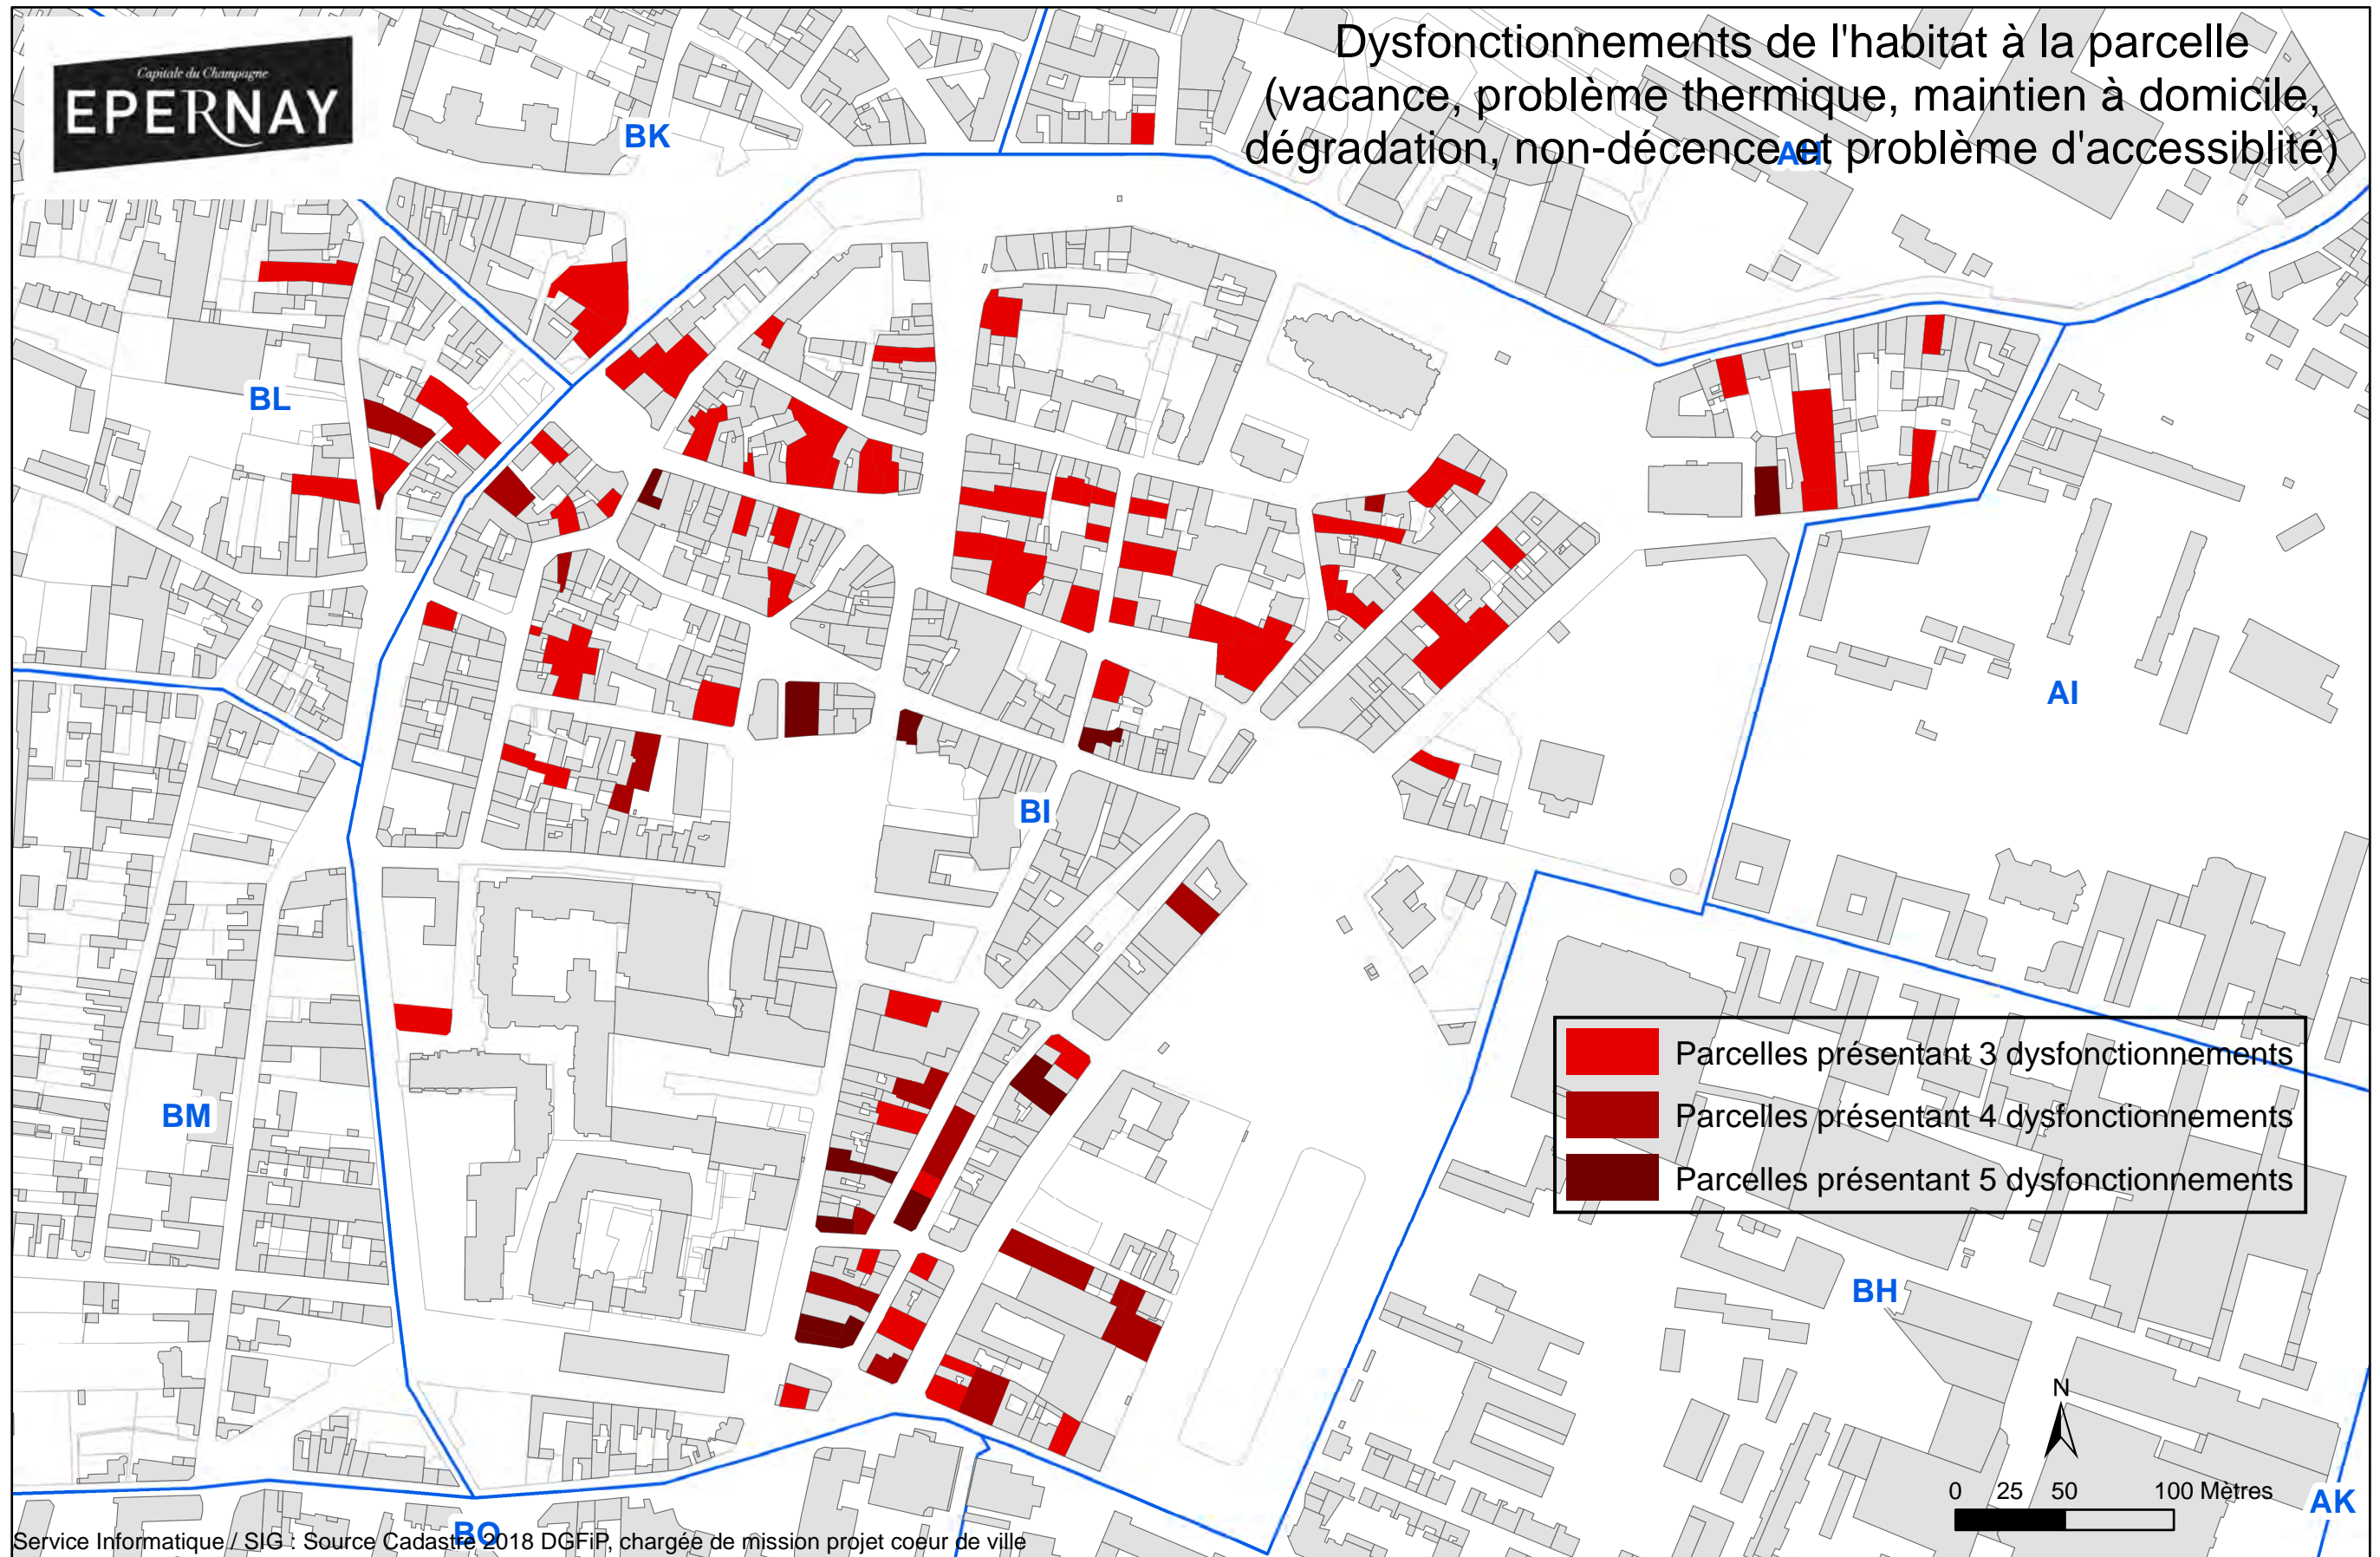 Capitale du Champagne
EPERNAY
Dysfonctionnements de l'habitat à la parcelle
(vacance, problème thermique, maintien à domicile,
dégradation, non-décence et problème d'accessiblité)
BK
AH
BL
AI
BI
BM
Parcelles présentant 3 dysfonctionnements
Parcelles présentant 4 dysfonctionnements
Parcelles présentant 5 dysfonctionnements
BH
N
0 25 50 100 Mètres
AK
BO
Service Informatique / SIG : Source Cadastre 2018 DGFiP, chargée de mission projet coeur de ville